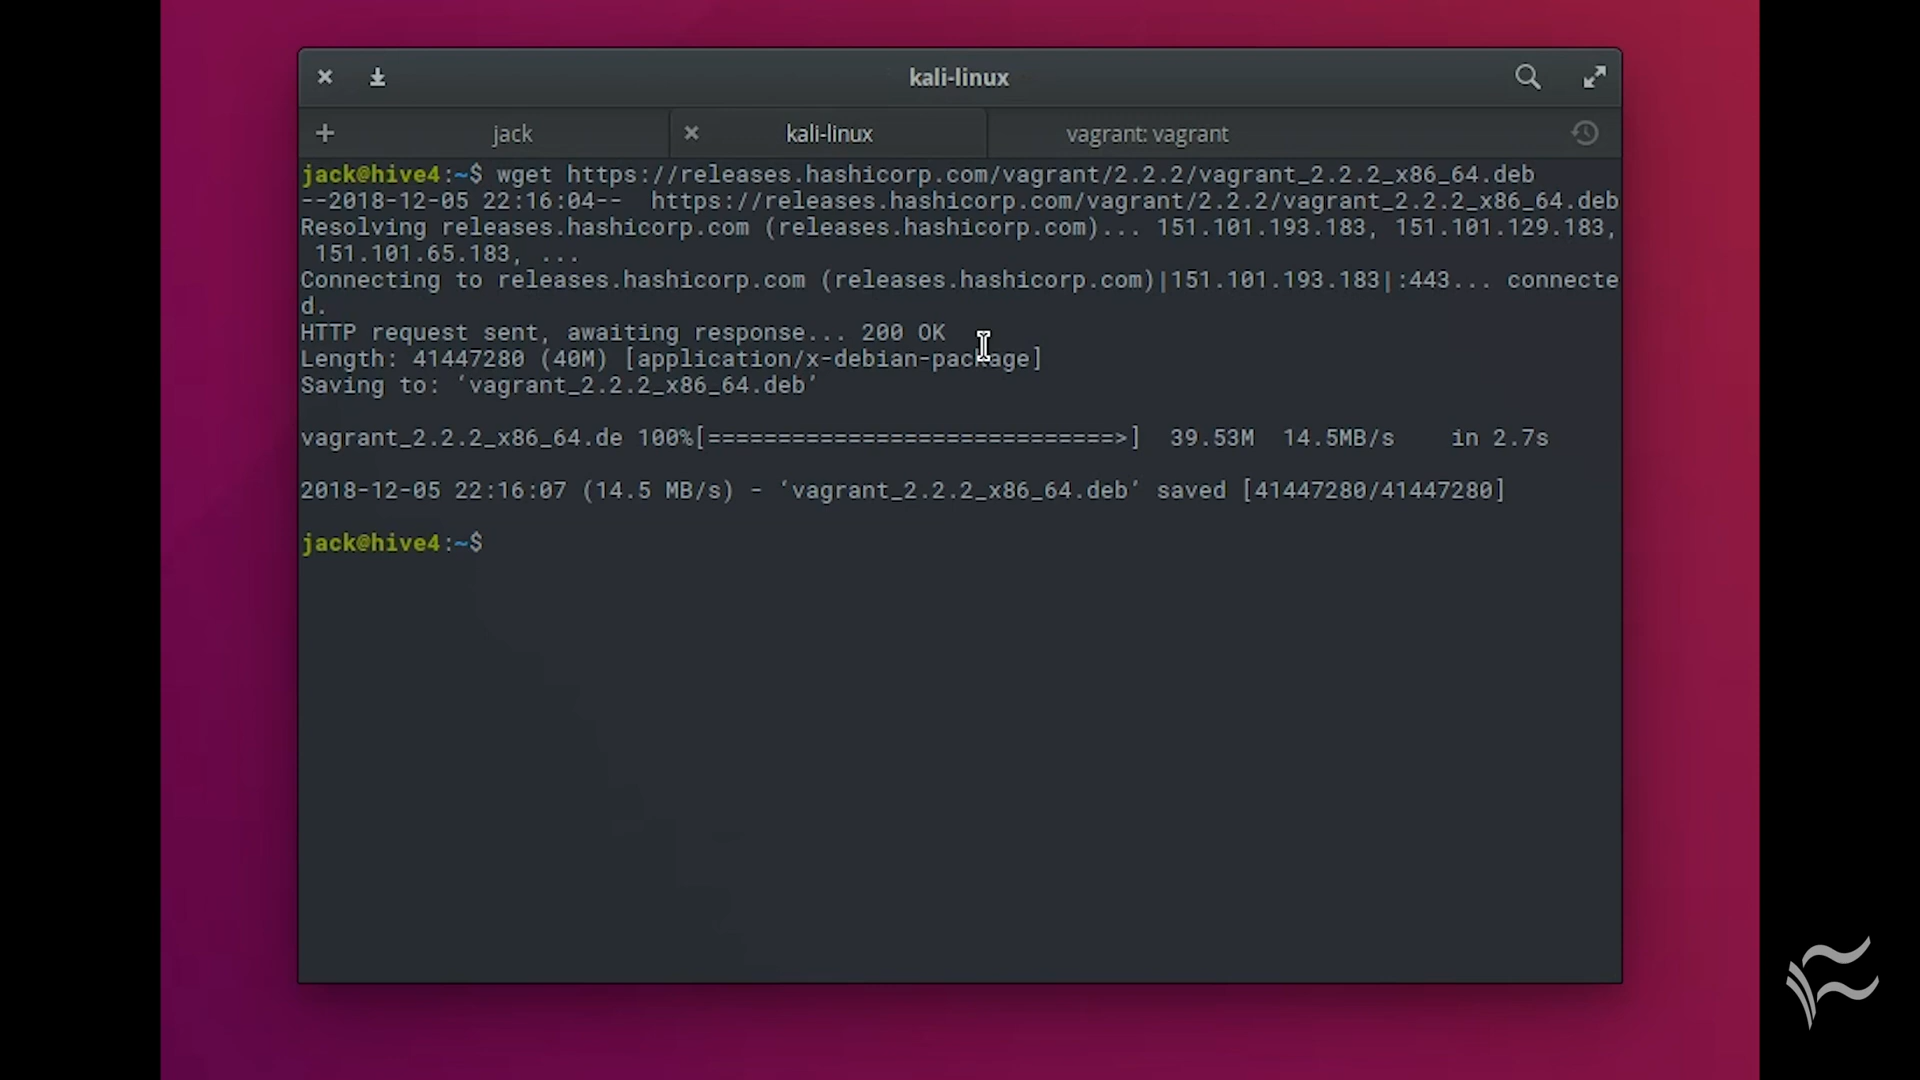 kali-linux
jack
kali-linux
vagrant: vagrant
jack@hive4:~$ wget https://releases.hashicorp.com/vagrant/2.2.2/vagrant_2.2.2_x86_64.deb
--2018-12-05 22:16:04--  https://releases.hashicorp.com/vagrant/2.2.2/vagrant_2.2.2_x86_64.deb
Resolving releases.hashicorp.com (releases.hashicorp.com)... 151.101.193.183, 151.101.129.183,
 151.101.65.183, ...
Connecting to releases.hashicorp.com (releases.hashicorp.com)|151.101.193.183|:443... connecte
d.
HTTP request sent, awaiting response... 200 OK
Length: 41447280 (40M) [application/x-debian-package]
Saving to: ‘vagrant_2.2.2_x86_64.deb’
vagrant_2.2.2_x86_64.de 100%[=============================>]  39.53M  14.5MB/s    in 2.7s
2018-12-05 22:16:07 (14.5 MB/s) - ‘vagrant_2.2.2_x86_64.deb’ saved [41447280/41447280]
jack@hive4:~$